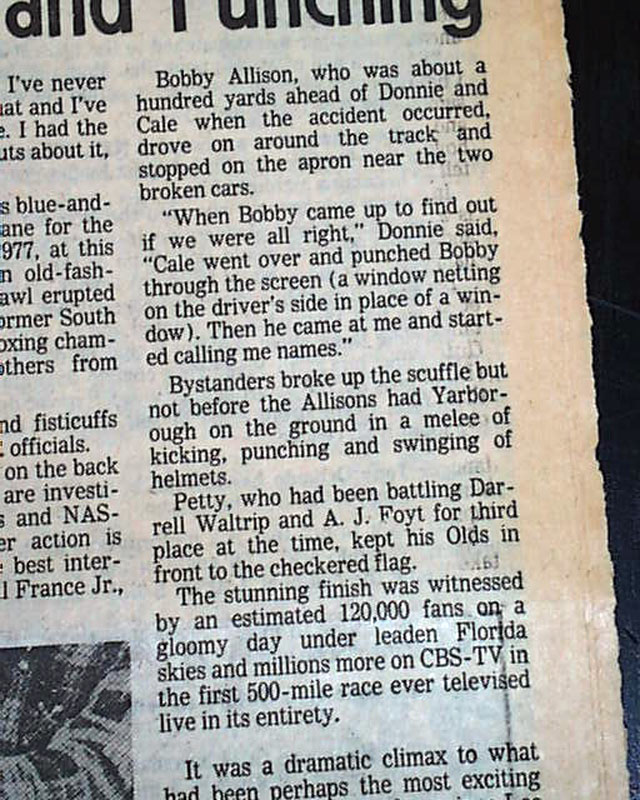 and Punching
I've never
hat and I've
e. I had the
uts about it,
s blue-and-
ane for the
977, at this
n old-fash-
awl erupted
ormer South
oxing cham-
others from
nd fisticuffs
officials.
on the back
are investi-
s and NAS-
er action is
best inter-
l France Jr.,
Bobby Allison, who was about a
hundred yards ahead of Donnie and
Cale when the accident occurred,
drove on around the track and
stopped on the apron near the two
broken cars.
"When Bobby came up to find out
if we were all right," Donnie said,
"Cale went over and punched Bobby
through the screen (a window netting
on the driver's side in place of a win-
dow). Then he came at me and start-
ed calling me names."
Bystanders broke up the scuffle but
not before the Allisons had Yarbor-
ough on the ground in a melee of
kicking, punching and swinging of
helmets.
Petty, who had been battling Dar-
rell Waltrip and A. J. Foyt for third
place at the time, kept his Olds in
front to the checkered flag.
The stunning finish was witnessed
by an estimated 120,000 fans on a
gloomy day under leaden Florida
skies and millions more on CBS-TV in
the first 500-mile race ever televised
live in its entirety.
It was a dramatic climax to what
had been perhaps the most exciting